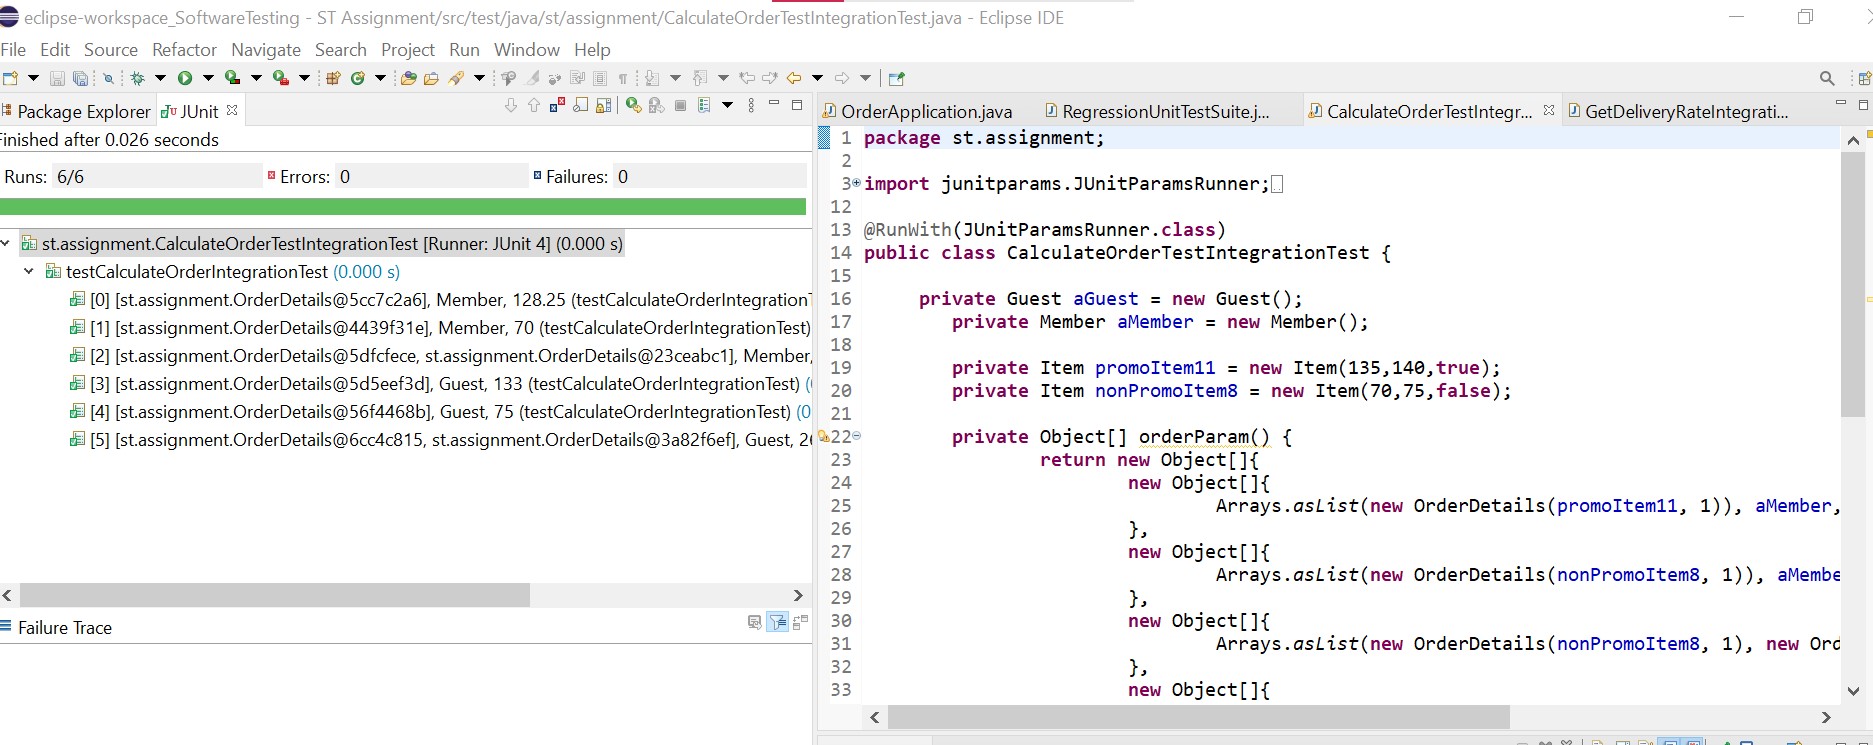 eclipse-workspace_SoftwareTesting - ST Assignment/src/test/java/st/assignment/CalculateOrderTestIntegrationTest.java - Eclipse IDE
File Edit Source Refactor Navigate Search Project Run Window Help
Package Explorer JUnit
Finished after 0.026 seconds
Runs: 6/6 Errors: 0 Failures: 0
st.assignment.CalculateOrderTestIntegrationTest [Runner: JUnit 4] (0.000 s)
testCalculateOrderIntegrationTest (0.000 s)
[0] [st.assignment.OrderDetails@5cc7c2a6], Member, 128.25 (testCalculateOrderIntegrationT
[1] [st.assignment.OrderDetails@4439f31e], Member, 70 (testCalculateOrderIntegrationTest)
[2] [st.assignment.OrderDetails@5dfcfece, st.assignment.OrderDetails@23ceabc1], Member,
[3] [st.assignment.OrderDetails@5d5eef3d], Guest, 133 (testCalculateOrderIntegrationTest) (
[4] [st.assignment.OrderDetails@56f4468b], Guest, 75 (testCalculateOrderIntegrationTest) (0
[5] [st.assignment.OrderDetails@6cc4c815, st.assignment.OrderDetails@3a82f6ef], Guest, 2
Failure Trace
OrderApplication.java RegressionUnitTestSuite.j... CalculateOrderTestIntegr... GetDeliveryRateIntegrati...
1 package st.assignment;
2
3 import junitparams.JUnitParamsRunner;
12
13 @RunWith(JUnitParamsRunner.class)
14 public class CalculateOrderTestIntegrationTest {
15
16 private Guest aGuest = new Guest();
17 private Member aMember = new Member();
18
19 private Item promoItem11 = new Item(135,140,true);
20 private Item nonPromoItem8 = new Item(70,75,false);
21
22 private Object[] orderParam() {
23 return new Object[]{
24 new Object[]{
25 Arrays.asList(new OrderDetails(promoItem11, 1)), aMember,
26 },
27 new Object[]{
28 Arrays.asList(new OrderDetails(nonPromoItem8, 1)), aMembe
29 },
30 new Object[]{
31 Arrays.asList(new OrderDetails(nonPromoItem8, 1), new Ord
32 },
33 new Object[]{